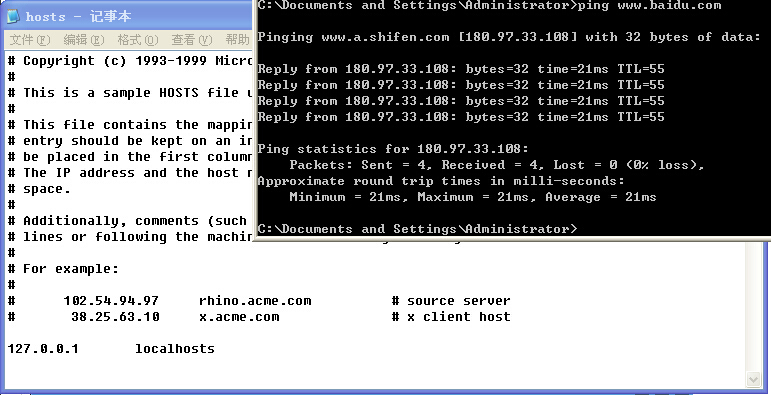 hosts - 记事本
文件(F) 编辑(E) 格式(O) 查看(V) 帮助
# Copyright (c) 1993-1999 Micro
#
# This is a sample HOSTS file u
#
# This file contains the mappin
# entry should be kept on an in
# be placed in the first column
# The IP address and the host n
# space.
#
# Additionally, comments (such
# lines or following the machin
#
# For example:
#
# 102.54.94.97 rhino.acme.com # source server
# 38.25.63.10 x.acme.com # x client host
127.0.0.1 localhosts
C:\Documents and Settings\Administrator>ping www.baidu.com
Pinging www.a.shifen.com [180.97.33.108] with 32 bytes of data:
Reply from 180.97.33.108: bytes=32 time=21ms TTL=55
Reply from 180.97.33.108: bytes=32 time=21ms TTL=55
Reply from 180.97.33.108: bytes=32 time=21ms TTL=55
Reply from 180.97.33.108: bytes=32 time=21ms TTL=55
Ping statistics for 180.97.33.108:
Packets: Sent = 4, Received = 4, Lost = 0 (0% loss),
Approximate round trip times in milli-seconds:
Minimum = 21ms, Maximum = 21ms, Average = 21ms
C:\Documents and Settings\Administrator>